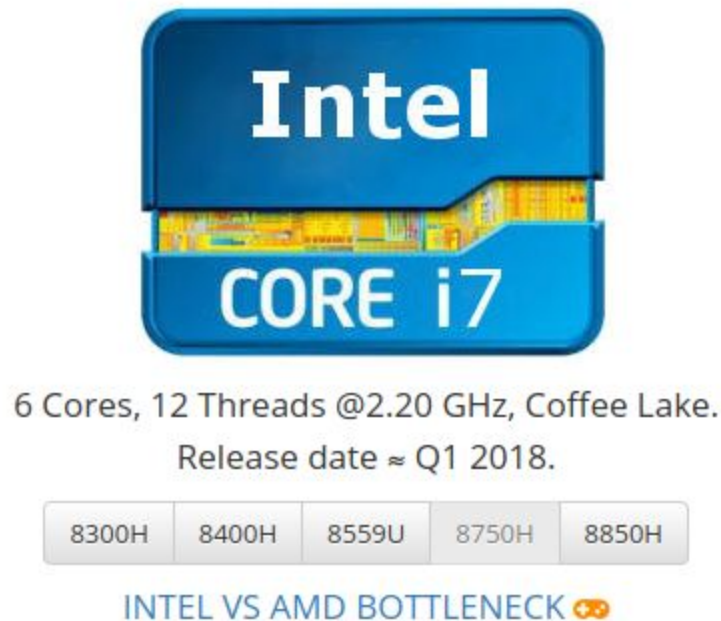 Intel
CORE i7
6 Cores, 12 Threads @2.20 GHz, Coffee Lake.
Release date ≈ Q1 2018.
8300H 8400H 8559U 8750H 8850H
INTEL VS AMD BOTTLENECK